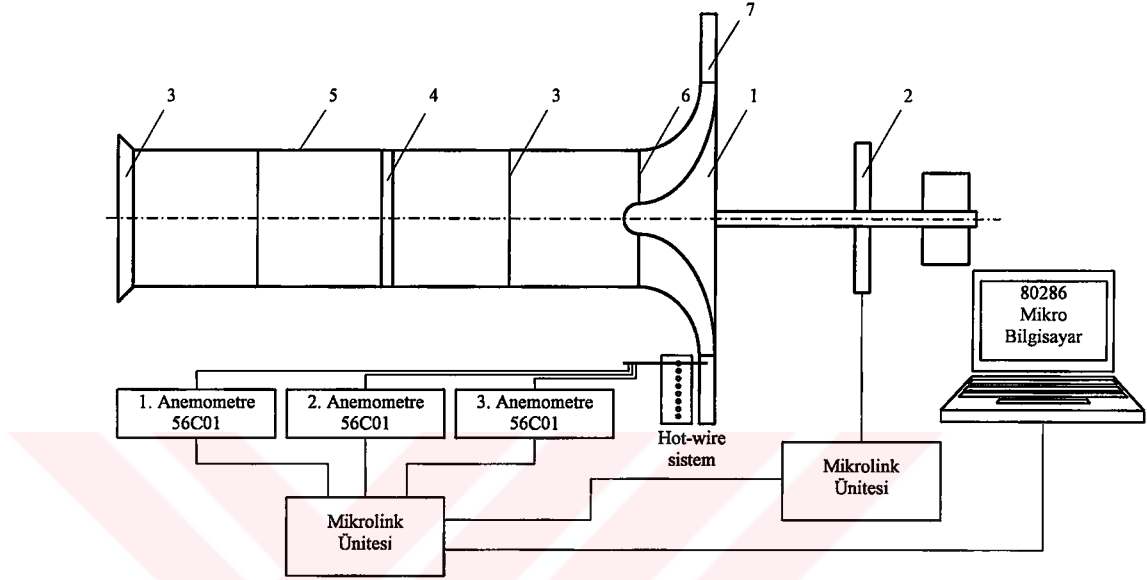 7
3
5
4
3
6
1
2
80286
Mikro
Bilgisayar
1. Anemometre
56C01
2. Anemometre
56C01
3. Anemometre
56C01
Hot-wire
sistem
Mikrolink
Ünitesi
Mikrolink
Ünitesi